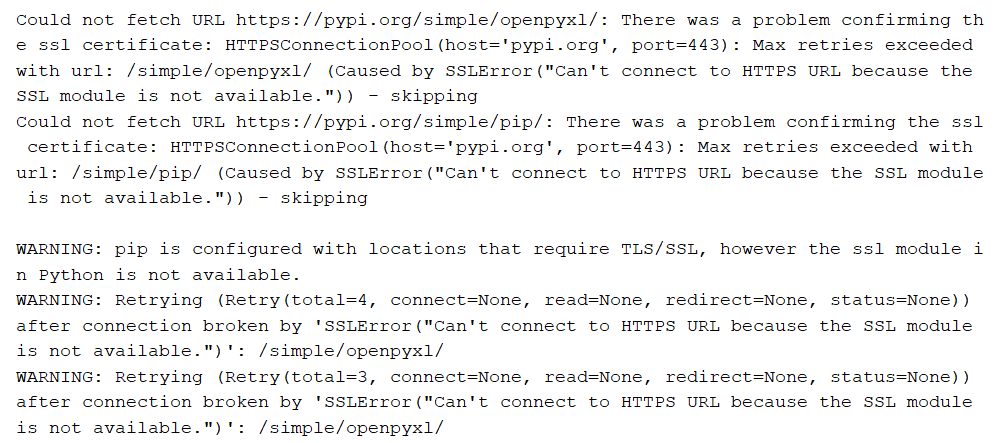 Could not fetch URL https://pypi.org/simple/openpyxl/: There was a problem confirming th
e ssl certificate: HTTPSConnectionPool(host='pypi.org', port=443): Max retries exceeded
with url: /simple/openpyxl/ (Caused by SSLError("Can't connect to HTTPS URL because the
SSL module is not available.")) - skipping
Could not fetch URL https://pypi.org/simple/pip/: There was a problem confirming the ssl
 certificate: HTTPSConnectionPool(host='pypi.org', port=443): Max retries exceeded with
url: /simple/pip/ (Caused by SSLError("Can't connect to HTTPS URL because the SSL module
 is not available.")) - skipping

WARNING: pip is configured with locations that require TLS/SSL, however the ssl module i
n Python is not available.
WARNING: Retrying (Retry(total=4, connect=None, read=None, redirect=None, status=None))
after connection broken by 'SSLError("Can't connect to HTTPS URL because the SSL module
is not available.")': /simple/openpyxl/
WARNING: Retrying (Retry(total=3, connect=None, read=None, redirect=None, status=None))
after connection broken by 'SSLError("Can't connect to HTTPS URL because the SSL module
is not available.")': /simple/openpyxl/